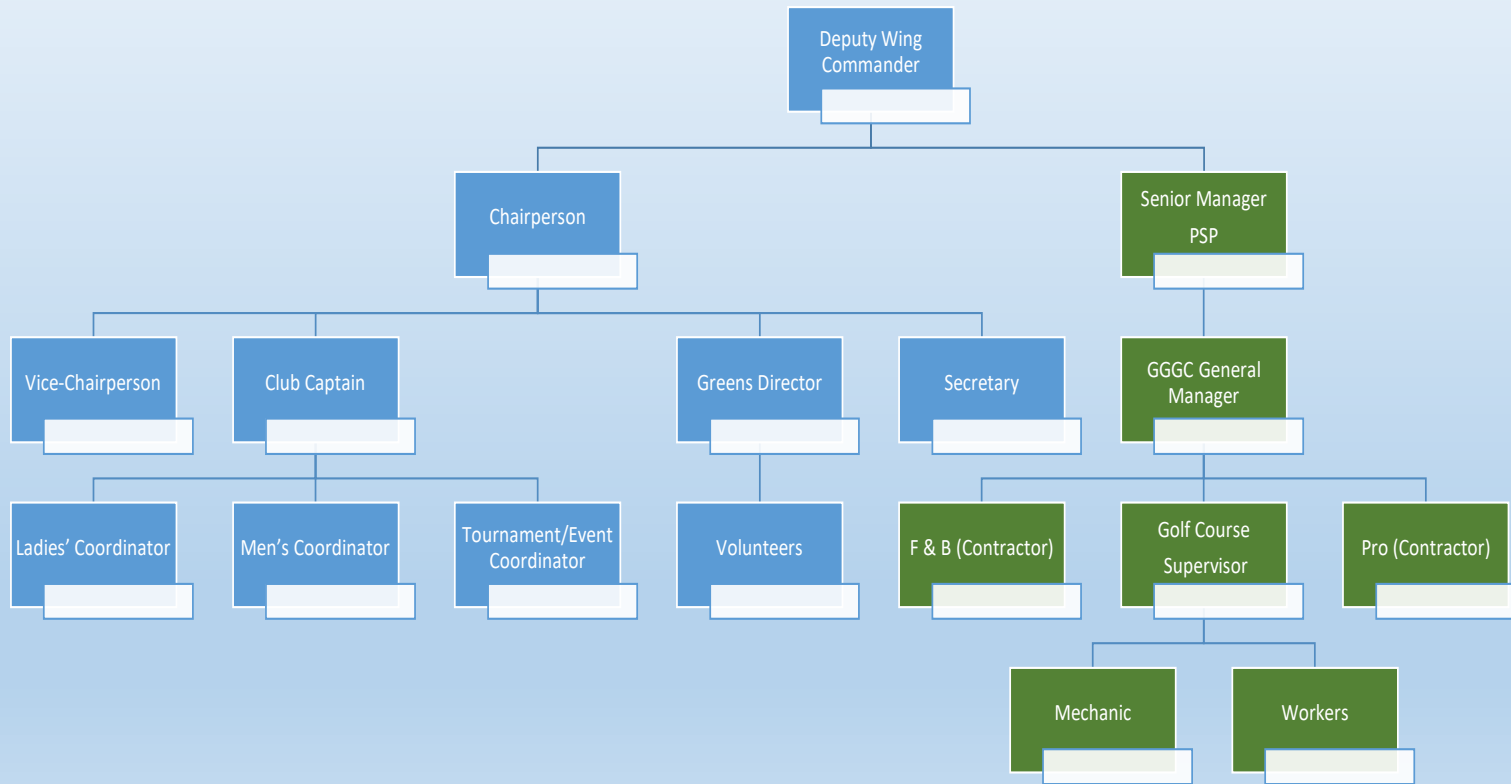 Deputy Wing
Commander
Chairperson
Senior Manager
PSP
Vice-Chairperson
Club Captain
Greens Director
Secretary
GGGC General
Manager
Ladies’ Coordinator
Men’s Coordinator
Tournament/Event
Coordinator
Volunteers
F & B (Contractor)
Golf Course
Supervisor
Pro (Contractor)
Mechanic
Workers